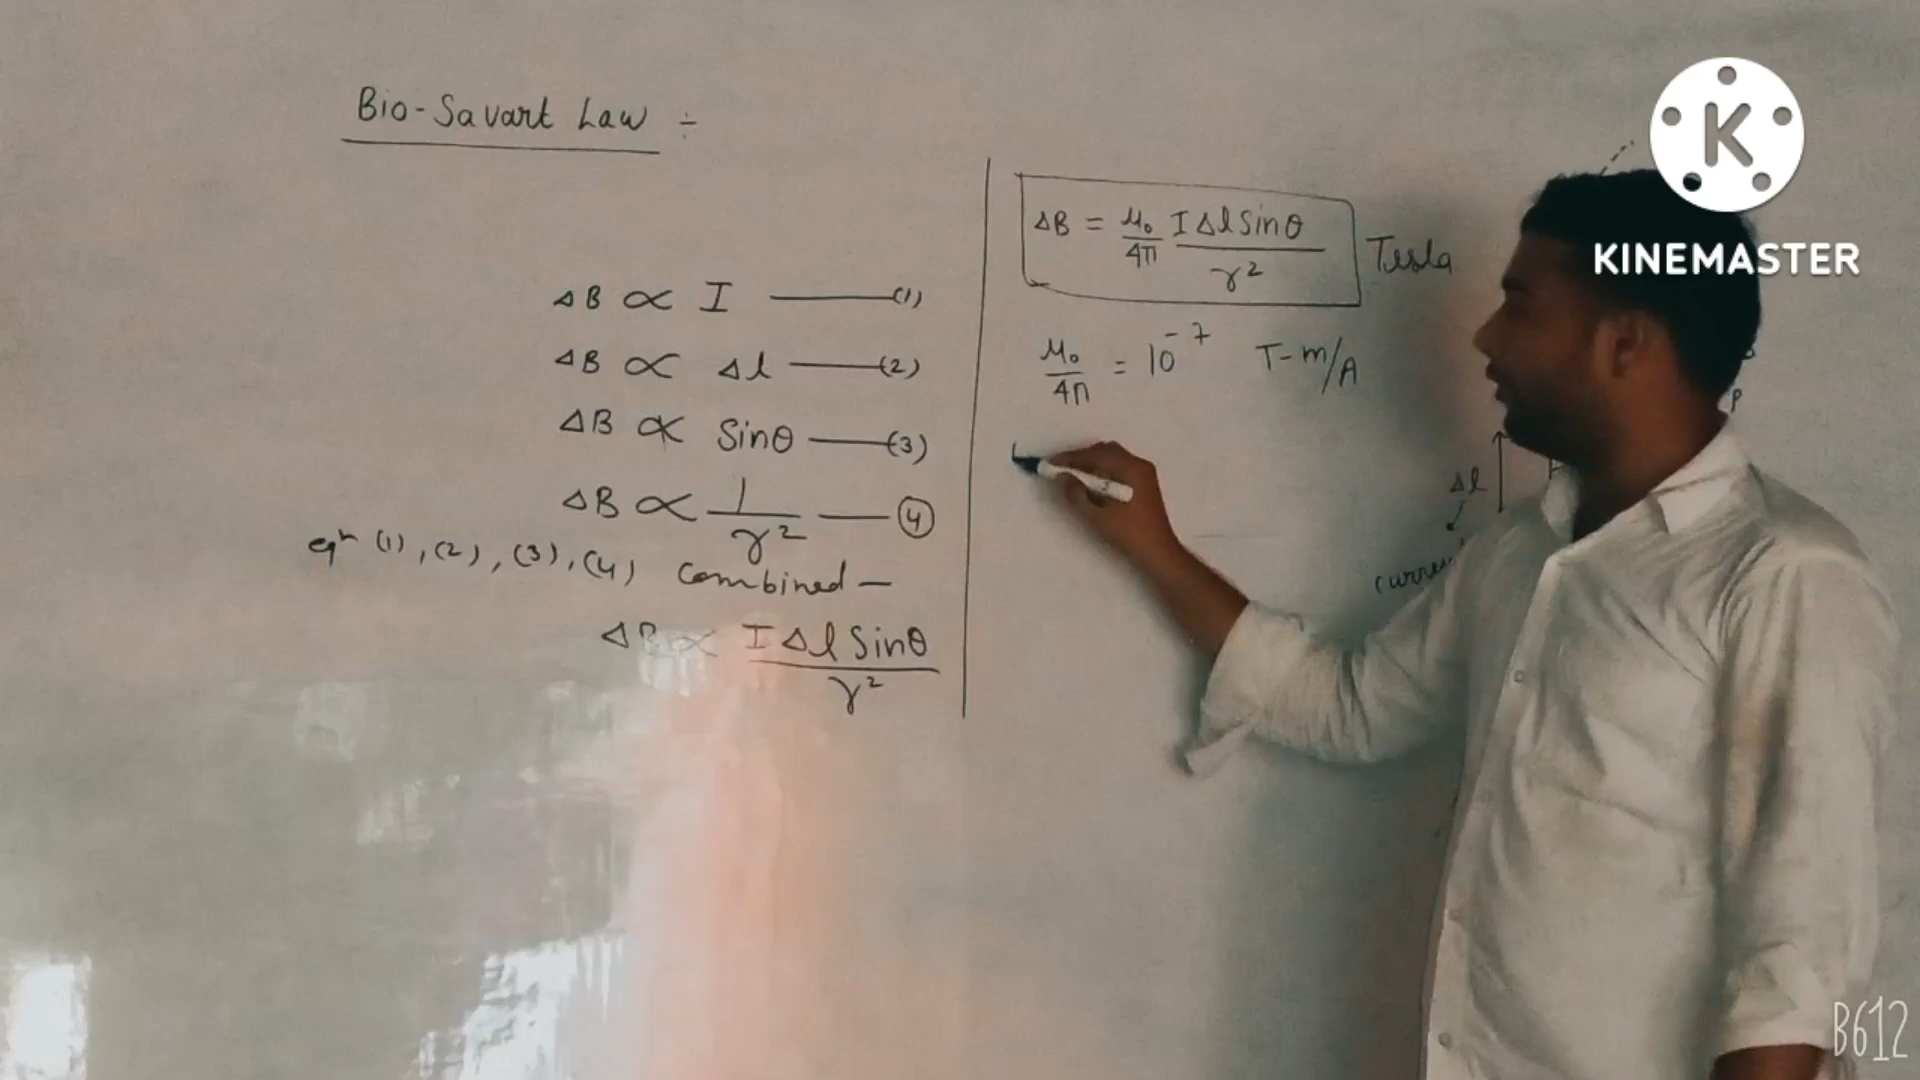 Bio-Savart Law ÷
ΔB ∝ I ——— (1)
ΔB ∝ Δl ——— (2)
ΔB ∝ Sinθ ——— (3)
ΔB ∝ 1/r² —— (4)
eqⁿ (1), (2), (3), (4) Combined —
ΔB ∝ I Δl Sinθ / r²
ΔB = μ₀/4π I Δl Sinθ / r² Tesla
μ₀/4π = 10⁻⁷ T-m/A
P
Δl
K
KINEMASTER
B612